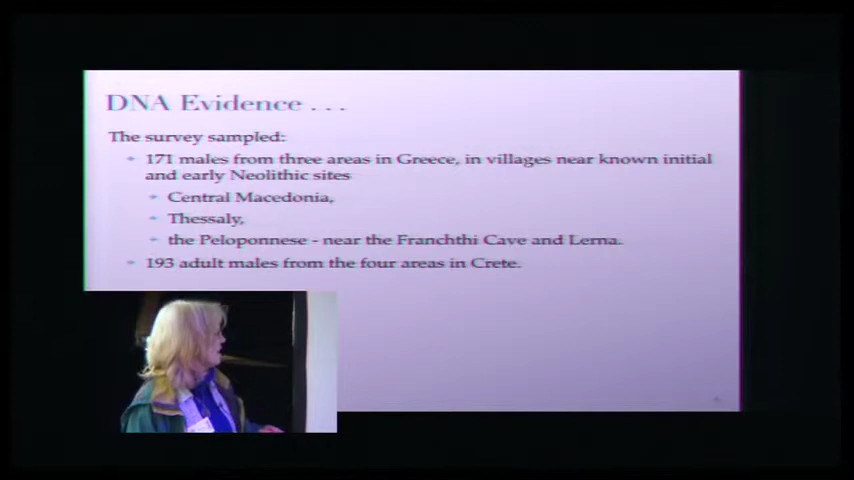 DNA Evidence . . .
The survey sampled:
171 males from three areas in Greece, in villages near known initial
and early Neolithic sites
Central Macedonia,
Thessaly,
the Peloponnese - near the Franchthi Cave and Lerna.
193 adult males from the four areas in Crete.